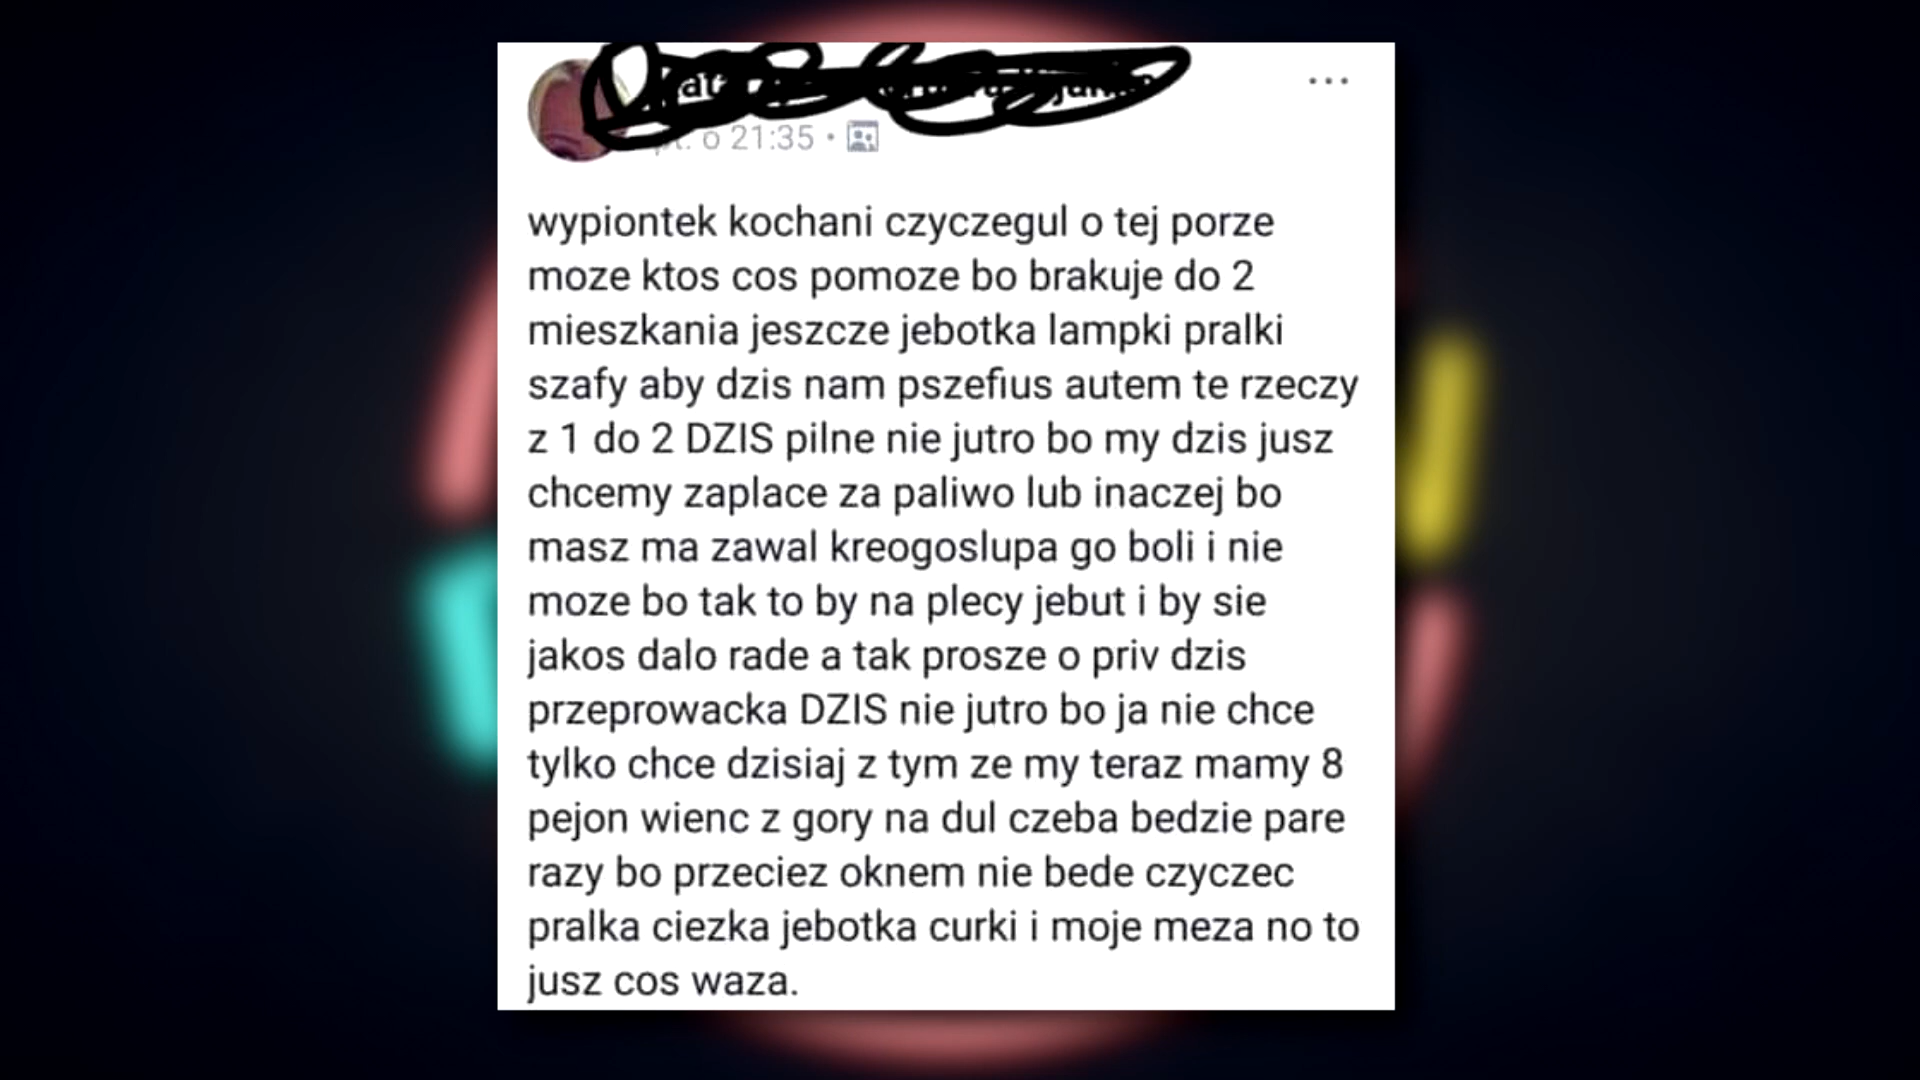 o 21:35 •
wypiontek kochani czyczegul o tej porze
moze ktos cos pomoze bo brakuje do 2
mieszkania jeszcze jebotka lampki pralki
szafy aby dzis nam pszefius autem te rzeczy
z 1 do 2 DZIS pilne nie jutro bo my dzis jusz
chcemy zaplace za paliwo lub inaczej bo
masz ma zawal kreogoslupa go boli i nie
moze bo tak to by na plecy jebut i by sie
jakos dalo rade a tak prosze o priv dzis
przeprowacka DZIS nie jutro bo ja nie chce
tylko chce dzisiaj z tym ze my teraz mamy 8
pejon wienc z gory na dul czeba bedzie pare
razy bo przeciez oknem nie bede czyczec
pralka ciezka jebotka curki i moje meza no to
jusz cos waza.